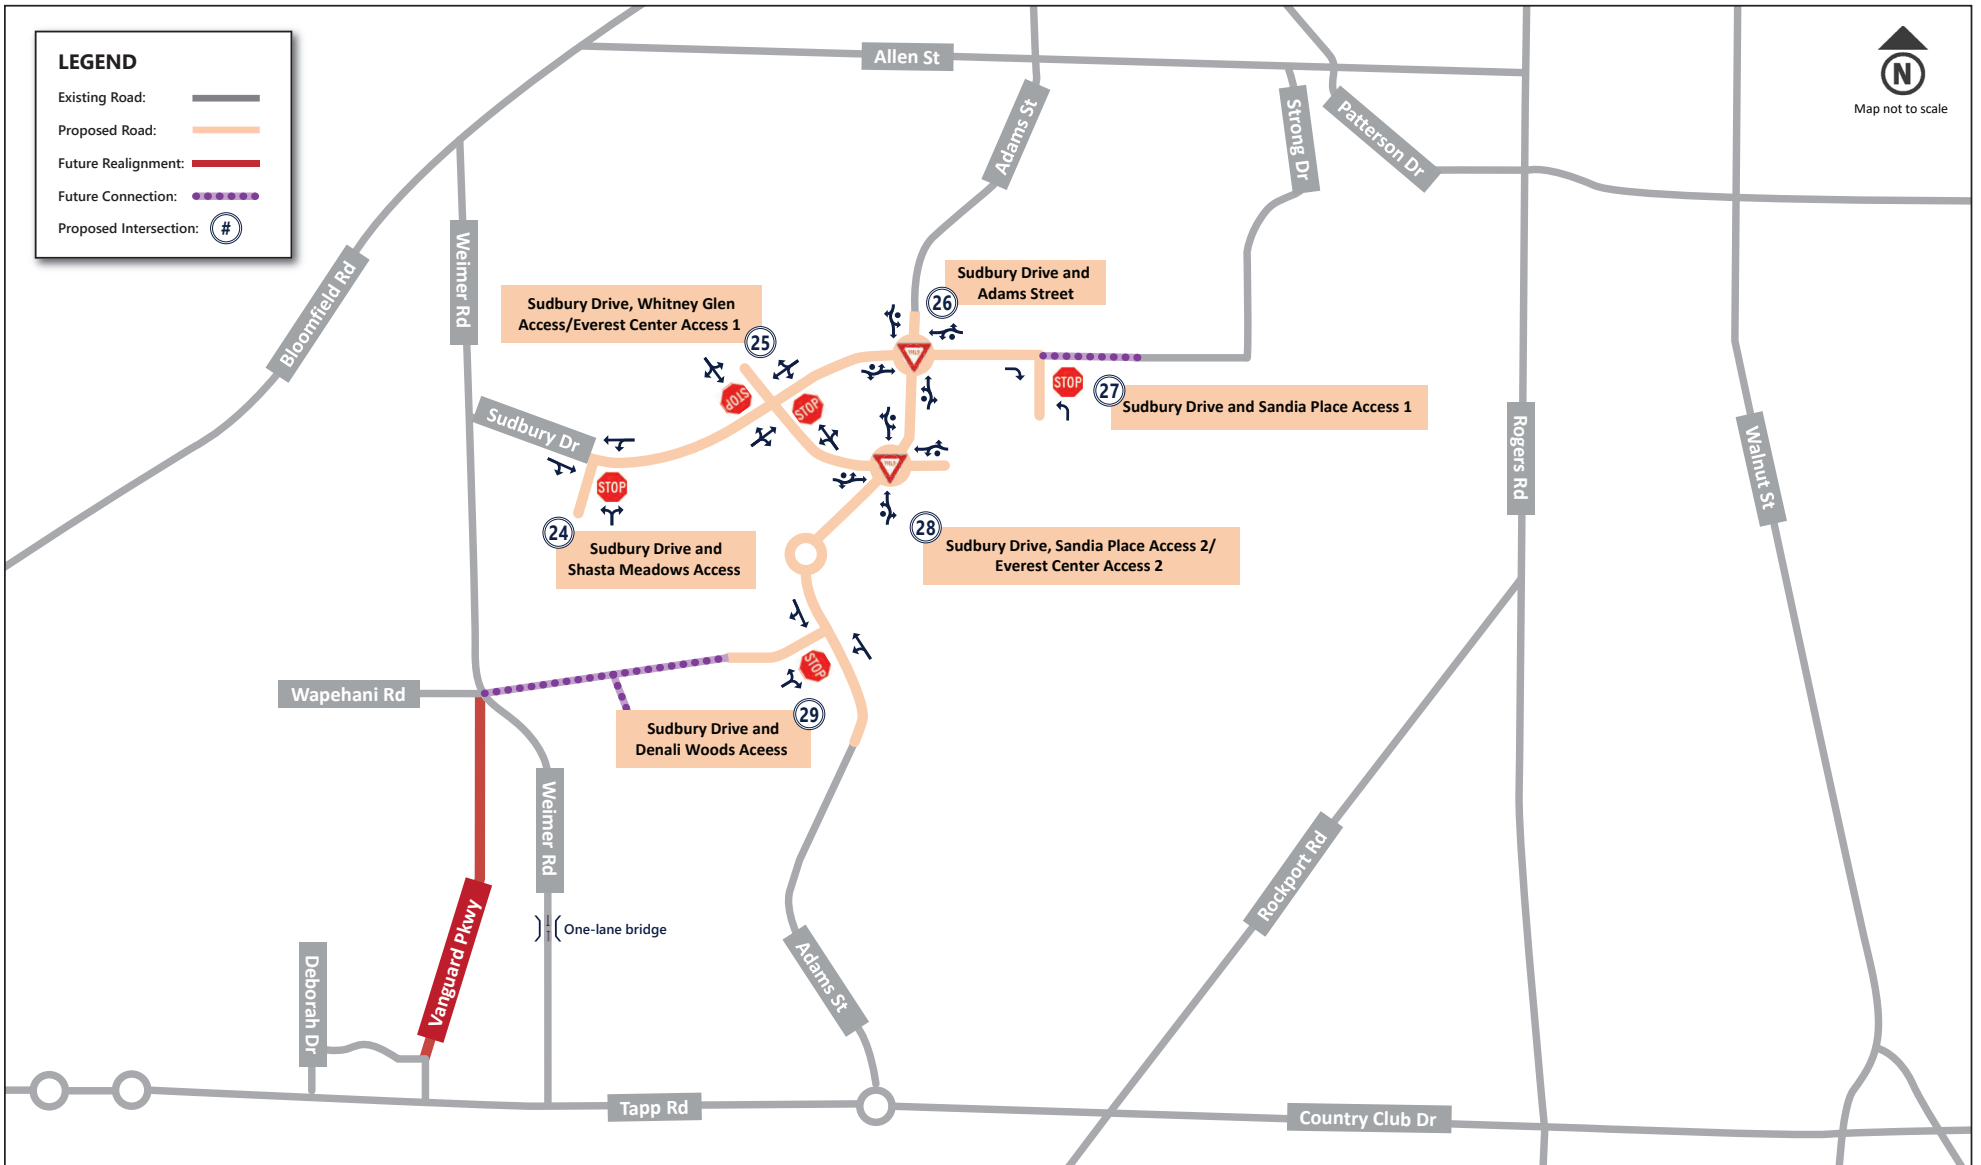 LEGEND
Existing Road:
Proposed Road:
Future Realignment:
Future Connection:
Proposed Intersection: #
N
Map not to scale
Allen St
Adams St
Strong Dr
Patterson Dr
Bloomfield Rd
Weimer Rd
Sudbury Drive and
Adams Street
26
Sudbury Drive, Whitney Glen
Access/Everest Center Access 1
25
YIELD
STOP
STOP
STOP
27
Sudbury Drive and Sandia Place Access 1
Sudbury Dr
Rogers Rd
Walnut St
YIELD
STOP
24
Sudbury Drive and
Shasta Meadows Access
28
Sudbury Drive, Sandia Place Access 2/
Everest Center Access 2
STOP
Wapehani Rd
29
Sudbury Drive and
Denali Woods Aceess
Weimer Rd
Rockport Rd
One-lane bridge
Vanguard Pkwy
Deborah Dr
Adams St
Tapp Rd
Country Club Dr